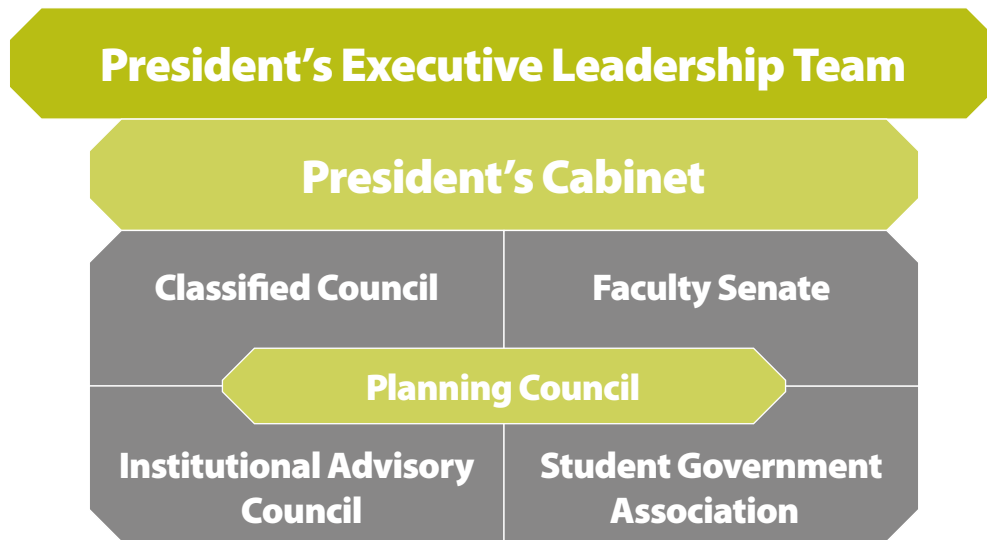 President’s Executive Leadership Team
President’s Cabinet
Classified Council
Faculty Senate
Planning Council
Institutional Advisory
Council
Student Government
Association